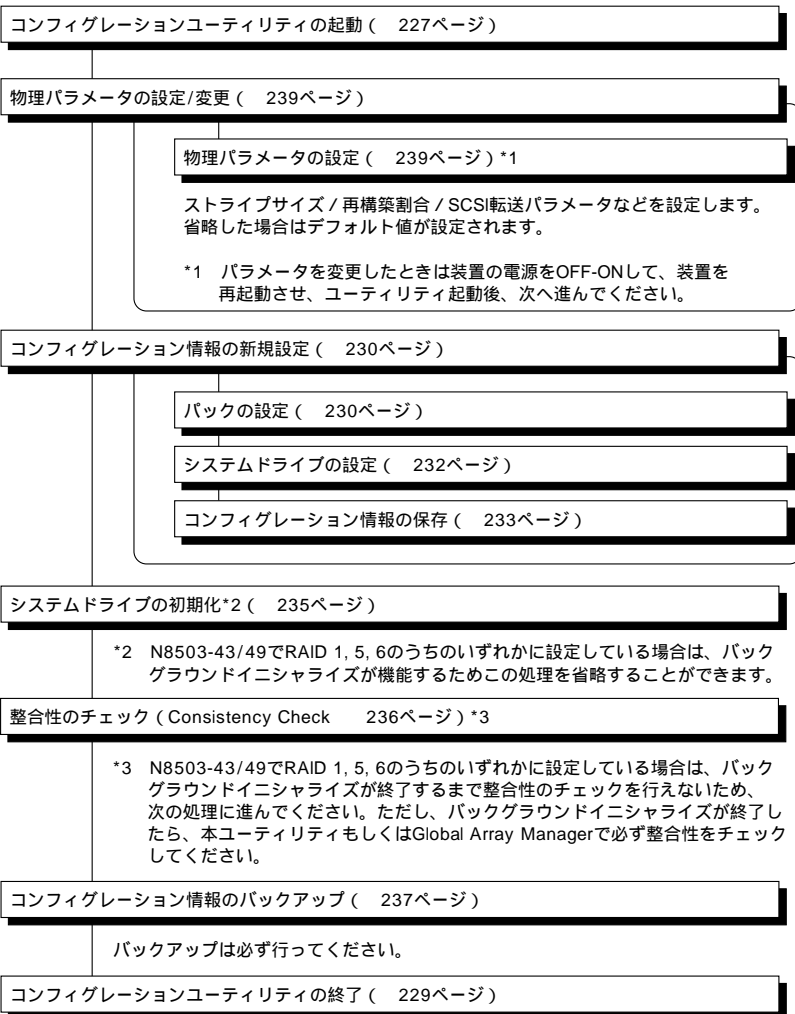 コンフィグレーションユーティリティの起動（　227ページ）
物理パラメータの設定/変更（　239ページ）
物理パラメータの設定（　239ページ）*1
ストライプサイズ / 再構築割合 / SCSI転送パラメータなどを設定します。
省略した場合はデフォルト値が設定されます。
*1　パラメータを変更したときは装置の電源をOFF-ONして、装置を
再起動させ、ユーティリティ起動後、次へ進んでください。
コンフィグレーション情報の新規設定（　230ページ）
パックの設定（　230ページ）
システムドライブの設定（　232ページ）
コンフィグレーション情報の保存（　233ページ）
システムドライブの初期化*2（　235ページ）
*2　N8503-43/49でRAID 1, 5, 6のうちのいずれかに設定している場合は、バック
グラウンドイニシャライズが機能するためこの処理を省略することができます。
整合性のチェック（Consistency Check　236ページ）*3
*3　N8503-43/49でRAID 1, 5, 6のうちのいずれかに設定している場合は、バック
グラウンドイニシャライズが終了するまで整合性のチェックを行えないため、
次の処理に進んでください。ただし、バックグラウンドイニシャライズが終了し
たら、本ユーティリティもしくはGlobal Array Managerで必ず整合性をチェック
してください。
コンフィグレーション情報のバックアップ（　237ページ）
バックアップは必ず行ってください。
コンフィグレーションユーティリティの終了（　229ページ）